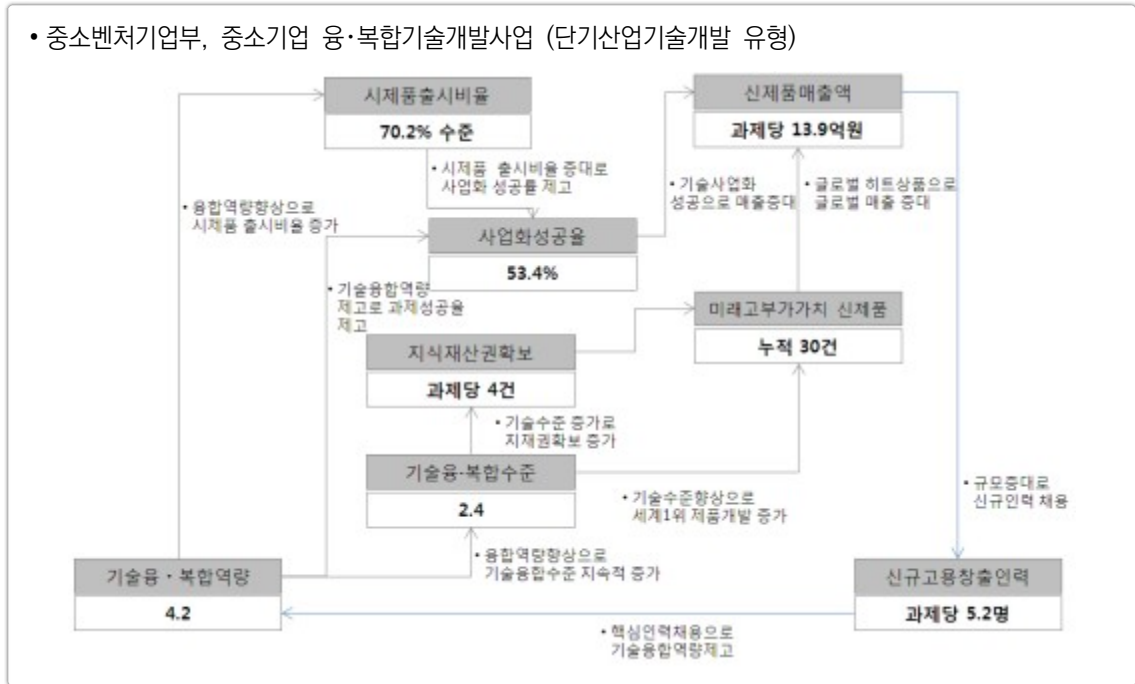 • 중소벤처기업부, 중소기업 융·복합기술개발사업 (단기산업기술개발 유형)
시제품출시비율
70.2% 수준
신제품매출액
과제당 13.9억원
• 시제품 출시비율 증대로
사업화 성공률 제고
• 기술사업화
성공으로 매출증대
• 글로벌 히트상품으로
글로벌 매출 증대
• 융합역량향상으로
시제품 출시비율 증가
사업화성공율
53.4%
• 기술융합역량
제고로 과제성공율
제고
미래고부가가치 신제품
누적 30건
지식재산권확보
과제당 4건
• 기술수준 증가로
지재권확보 증가
기술융·복합수준
2.4
• 기술수준향상으로
세계1위 제품개발 증가
• 규모증대로
신규인력 채용
• 융합역량향상으로
기술융합수준 지속적 증가
기술융·복합역량
4.2
신규고용창출인력
과제당 5.2명
• 핵심인력채용으로
기술융합역량제고